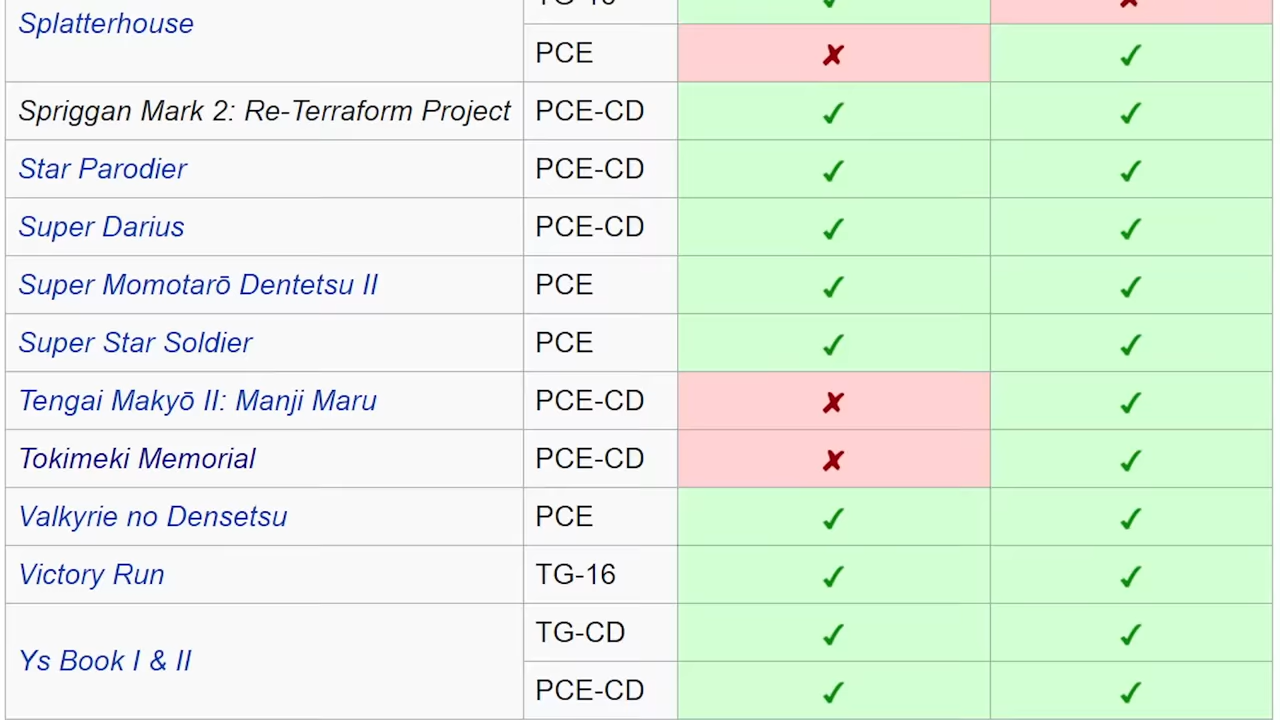 TG-16 ✓ ✗
Splatterhouse
PCE ✗ ✓
Spriggan Mark 2: Re-Terraform Project PCE-CD ✓ ✓
Star Parodier PCE-CD ✓ ✓
Super Darius PCE-CD ✓ ✓
Super Momotarō Dentetsu II PCE ✓ ✓
Super Star Soldier PCE ✓ ✓
Tengai Makyō II: Manji Maru PCE-CD ✗ ✓
Tokimeki Memorial PCE-CD ✗ ✓
Valkyrie no Densetsu PCE ✓ ✓
Victory Run TG-16 ✓ ✓
TG-CD ✓ ✓
Ys Book I & II
PCE-CD ✓ ✓